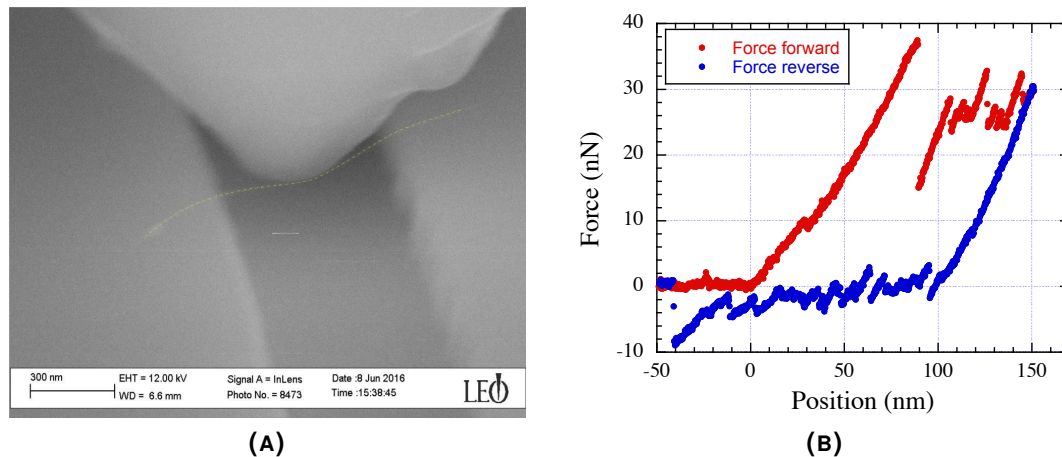 300 nm
EHT = 12.00 kV
WD = 6.6 mm
Signal A = InLens
Photo No. = 8473
Date :8 Jun 2016
Time :15:38:45
LEO
(A)
40
30
20
10
0
-10
Force (nN)
Force forward
Force reverse
-50
0
50
100
150
Position (nm)
(B)